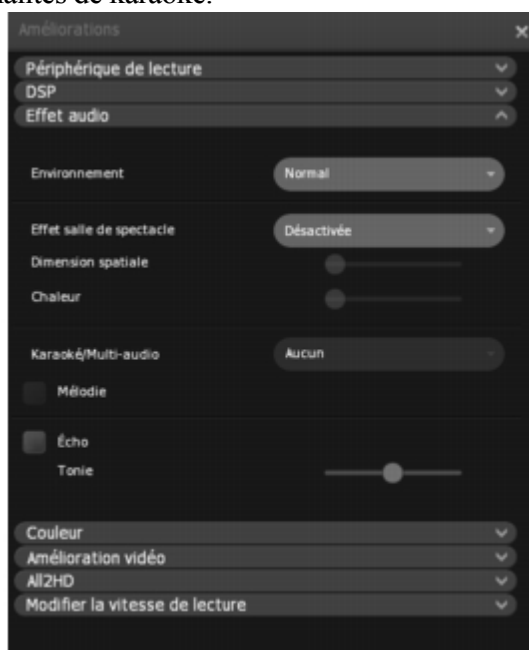 Améliorations
Périphérique de lecture
DSP
Effet audio
Environnement Normal
Effet salle de spectacle Désactivée
Dimension spatiale
Chaleur
Karaoké/Multi-audio Aucun
Mélodie
Écho
Tonie
Couleur
Amélioration vidéo
All2HD
Modifier la vitesse de lecture